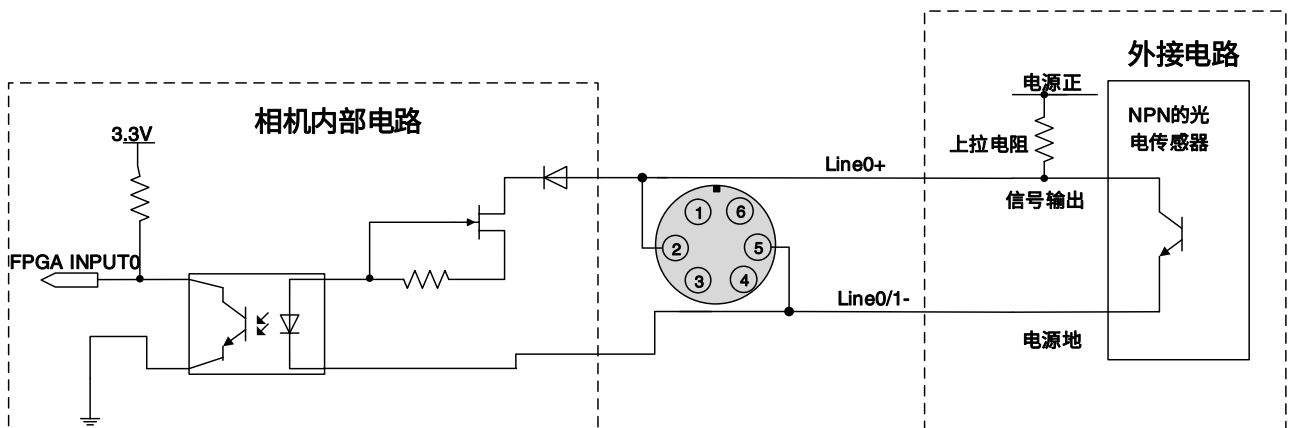 外接电路
电源正
NPN的光
电传感器
上拉电阻
相机内部电路
3.3V
Line0+
信号输出
1
6
2
5
3
4
FPGA INPUT0
Line0/1-
电源地